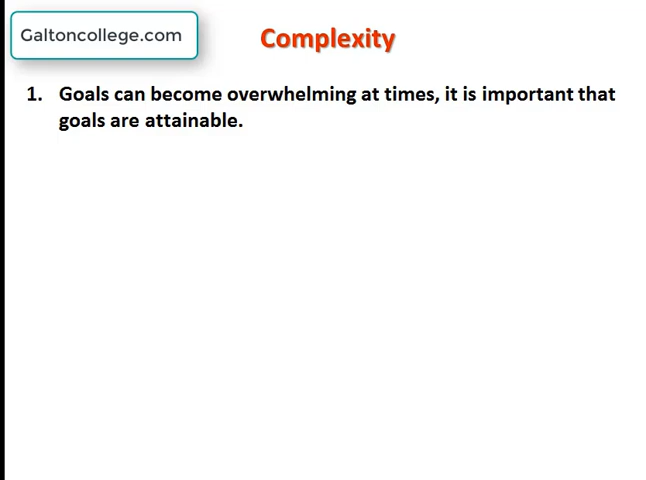 Galtoncollege.com
Complexity
1. Goals can become overwhelming at times, it is important that
goals are attainable.